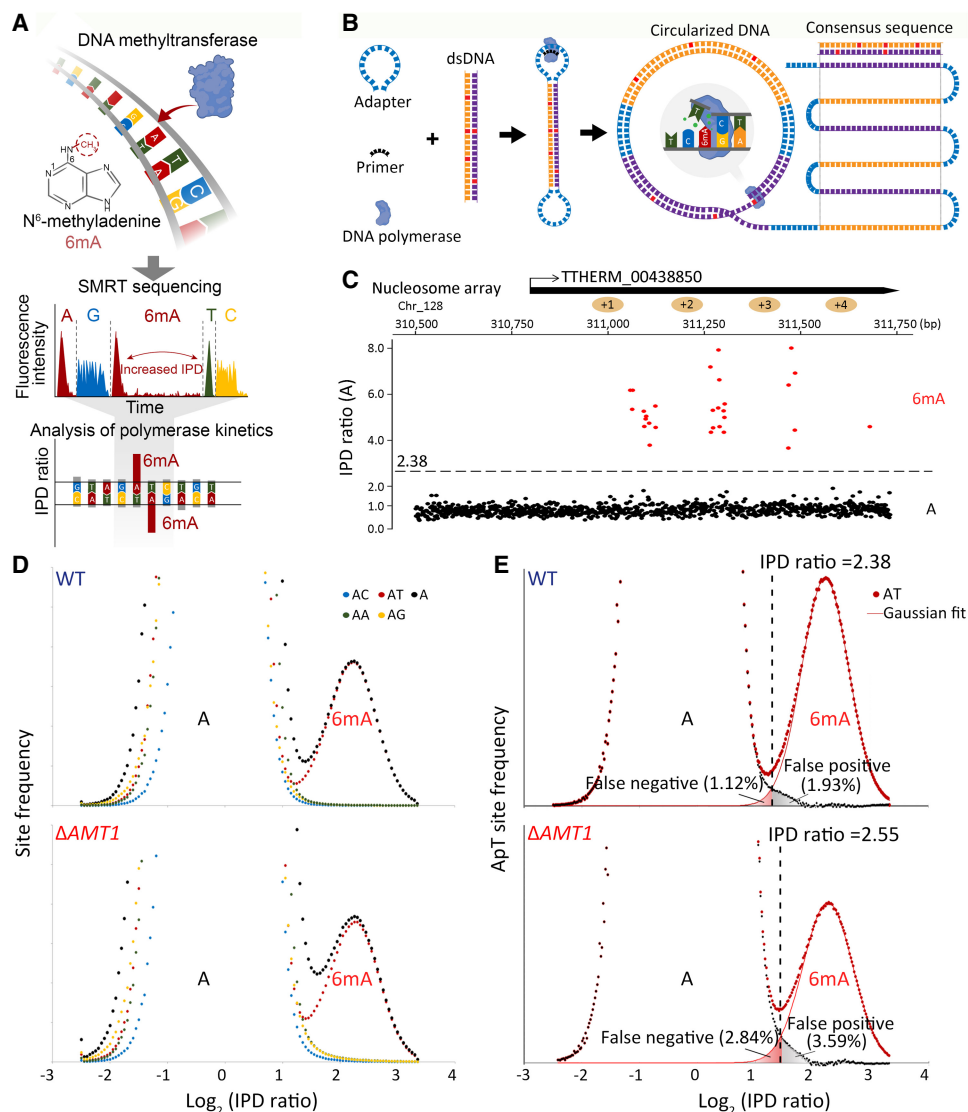 A
DNA methyltransferase
G
A
T
T
A
C
G
CH3
HN
6
1
N
N
N
N
H
N6-methyladenine
6mA
SMRT sequencing
A
G
6mA
T
C
Fluorescence
intensity
Increased IPD
Time
Analysis of polymerase kinetics
IPD ratio
6mA
G T A G A T C T T
C A T C T A G A C A
6mA
B
Adapter
Primer
DNA polymerase
+
dsDNA
Circularized DNA
T
C
T
T C 6mA G A
Consensus sequence
C
Nucleosome array
TTHERM_00438850
Chr_128
+1
+2
+3
+4
310,500
310,750
311,000
311,250
311,500
311,750 (bp)
IPD ratio (A)
8.0
6.0
4.0
2.38
2.0
1.0
0.0
6mA
A
D
WT
AC
AT
A
AA
AG
A
6mA
Site frequency
ΔAMT1
A
6mA
-3
-2
-1
0
1
2
3
4
Log2 (IPD ratio)
E
IPD ratio =2.38
WT
AT
Gaussian fit
A
6mA
False negative (1.12%)
False positive
(1.93%)
ApT site frequency
ΔAMT1
IPD ratio =2.55
A
6mA
False negative (2.84%)
False positive
(3.59%)
-3
-2
-1
0
1
2
3
4
Log2 (IPD ratio)